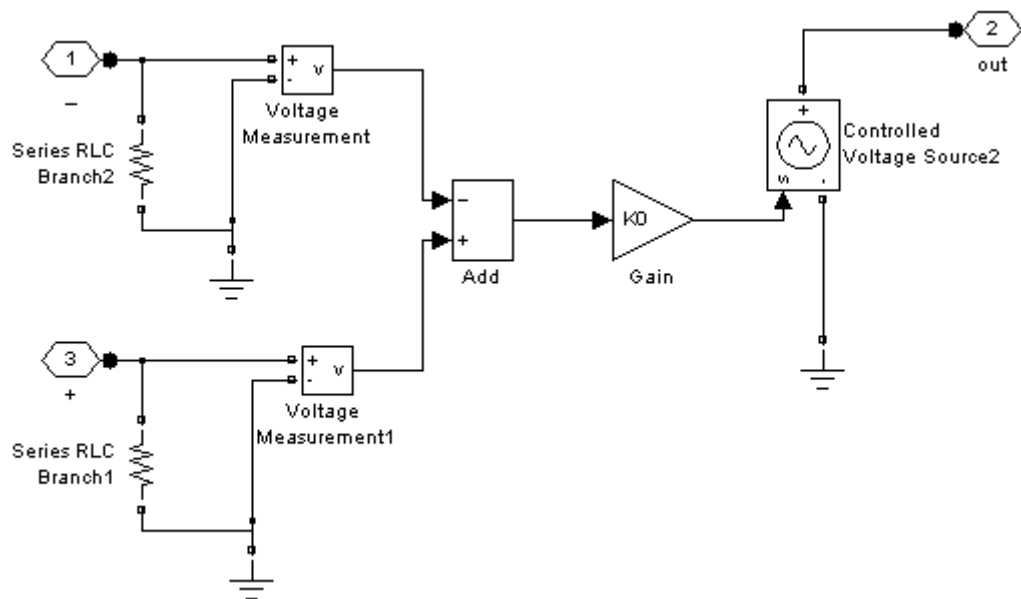 1
–
+
-
v
Voltage
Measurement
Series RLC
Branch2
2
out
+
s
-
Controlled
Voltage Source2
–
+
Add
K0
Gain
3
+
+
-
v
Voltage
Measurement1
Series RLC
Branch1